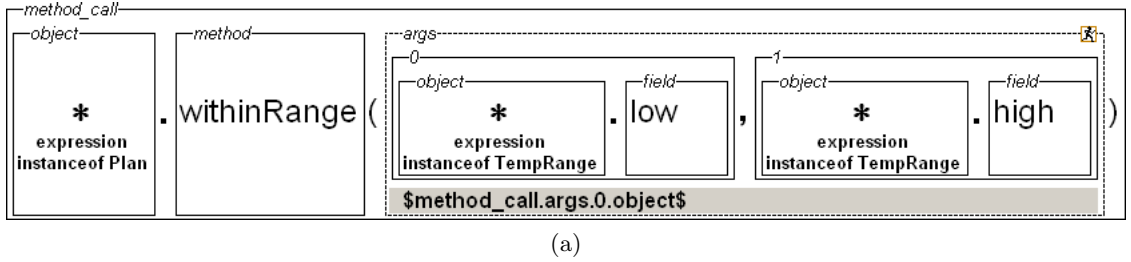 method_call
object method args
0 1
object field object field
* . withinRange ( * . low , * . high )
expression expression expression
instanceof Plan instanceof TempRange instanceof TempRange
$method_call.args.0.object$
(a)